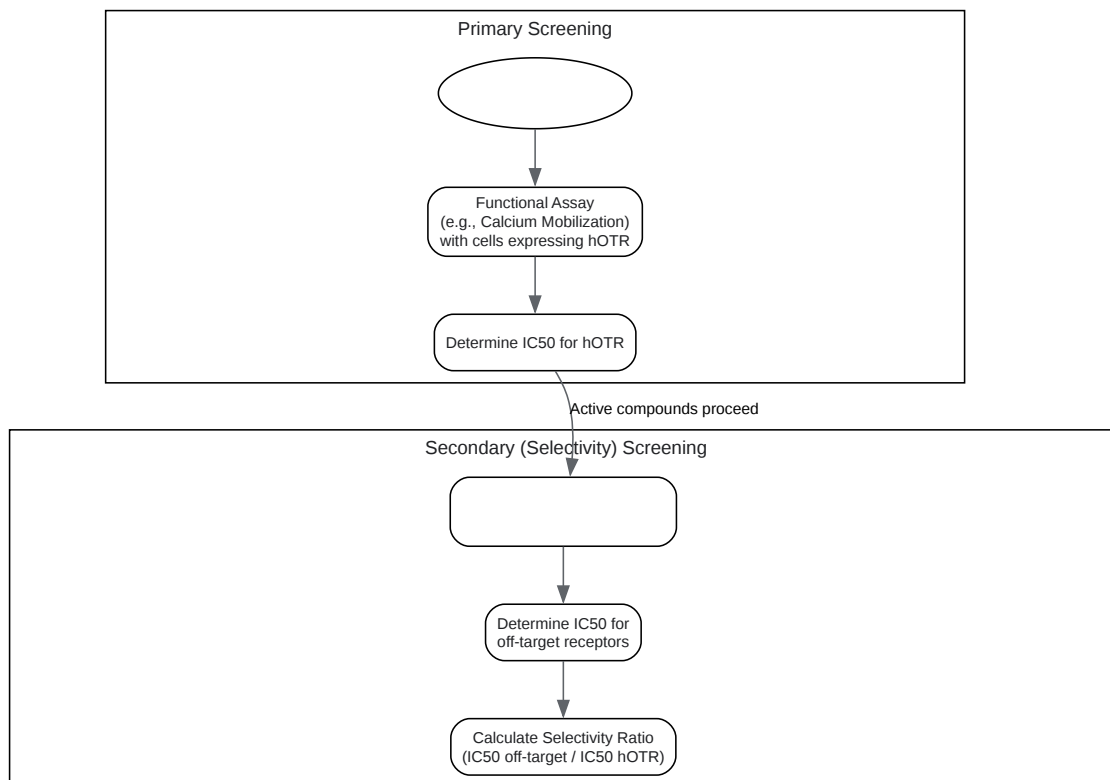 Primary Screening
Functional Assay
(e.g., Calcium Mobilization)
with cells expressing hOTR
Determine IC50 for hOTR
Active compounds proceed
Secondary (Selectivity) Screening
Determine IC50 for
off-target receptors
Calculate Selectivity Ratio
(IC50 off-target / IC50 hOTR)